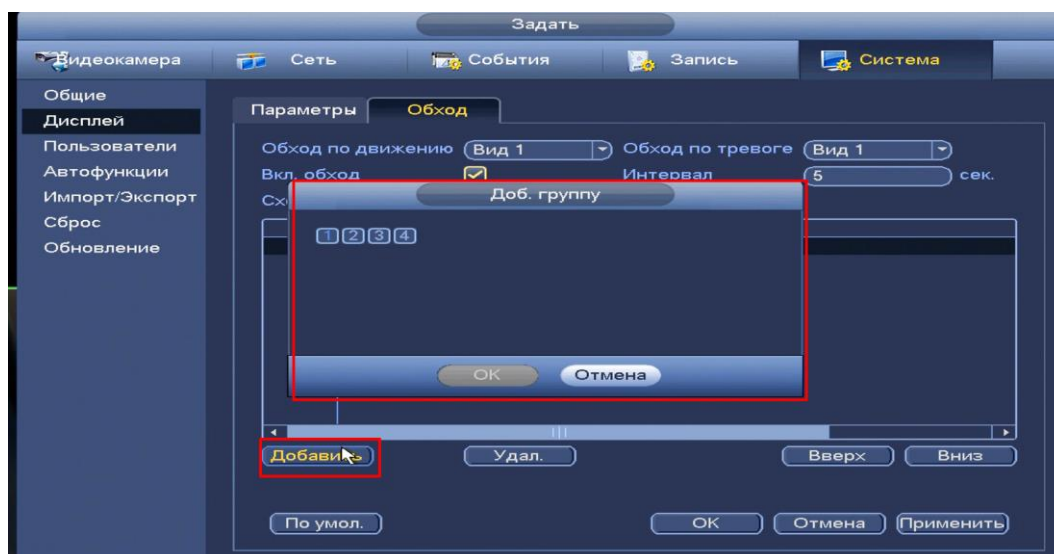 Задать
Видеокамера Сеть События Запись Система
Общие
Дисплей
Пользователи
Автофункции
Импорт/Экспорт
Сброс
Обновление
Параметры Обход
Обход по движению Вид 1 Обход по тревоге Вид 1
Вкл. обход Интервал 5 сек.
Доб. группу
1 2 3 4
OK Отмена
Добавить Удал. Вверх Вниз
По умол. OK Отмена Применить